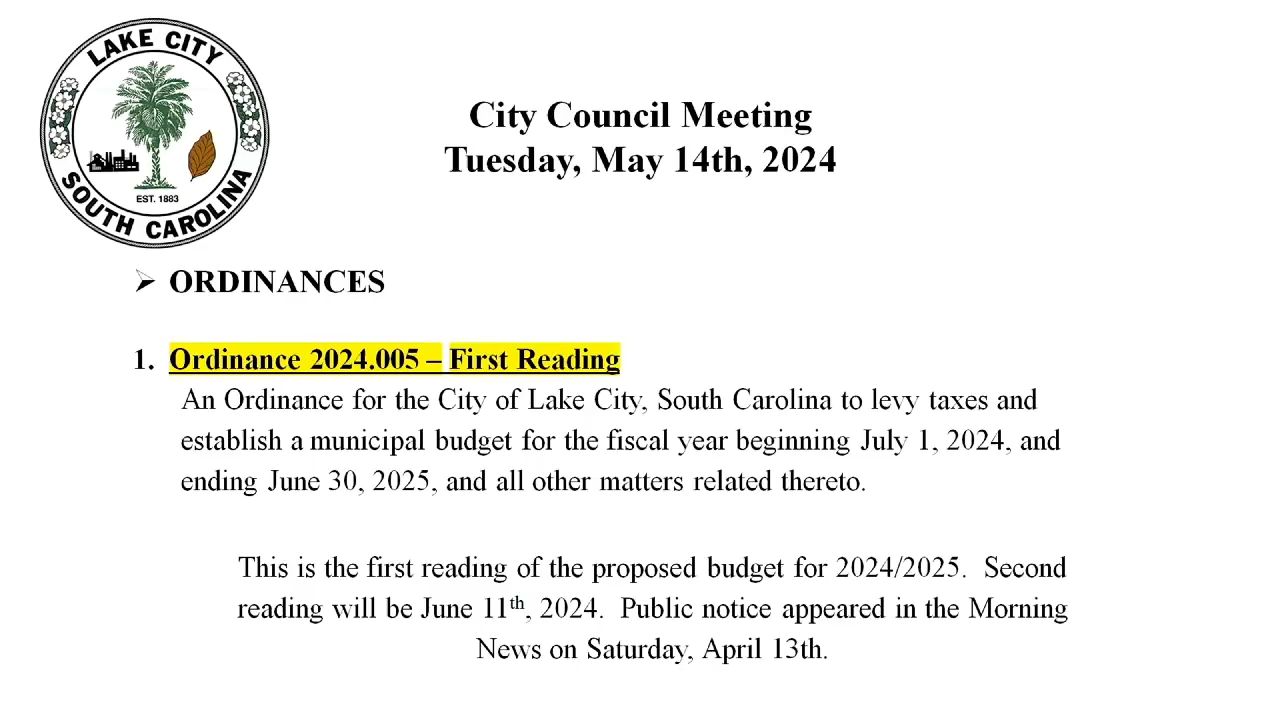 LAKE CITY
EST. 1883
SOUTH CAROLINA
City Council Meeting
Tuesday, May 14th, 2024
➢ ORDINANCES
1. Ordinance 2024.005 – First Reading
An Ordinance for the City of Lake City, South Carolina to levy taxes and
establish a municipal budget for the fiscal year beginning July 1, 2024, and
ending June 30, 2025, and all other matters related thereto.
This is the first reading of the proposed budget for 2024/2025. Second
reading will be June 11th, 2024. Public notice appeared in the Morning
News on Saturday, April 13th.